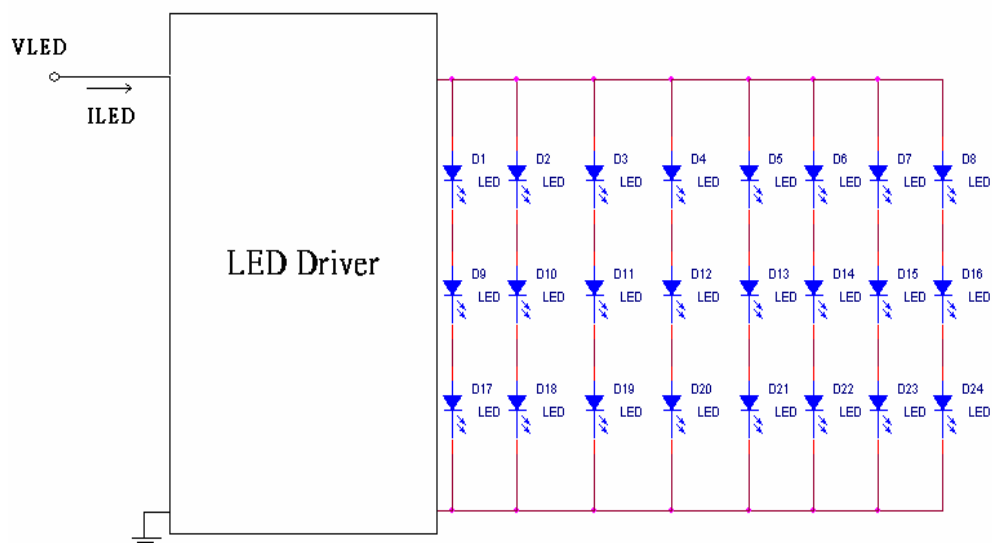 VLED
ILED
LED Driver
D1 D2 D3 D4 D5 D6 D7 D8
LED LED LED LED LED LED LED LED
D9 D10 D11 D12 D13 D14 D15 D16
LED LED LED LED LED LED LED LED
D17 D18 D19 D20 D21 D22 D23 D24
LED LED LED LED LED LED LED LED